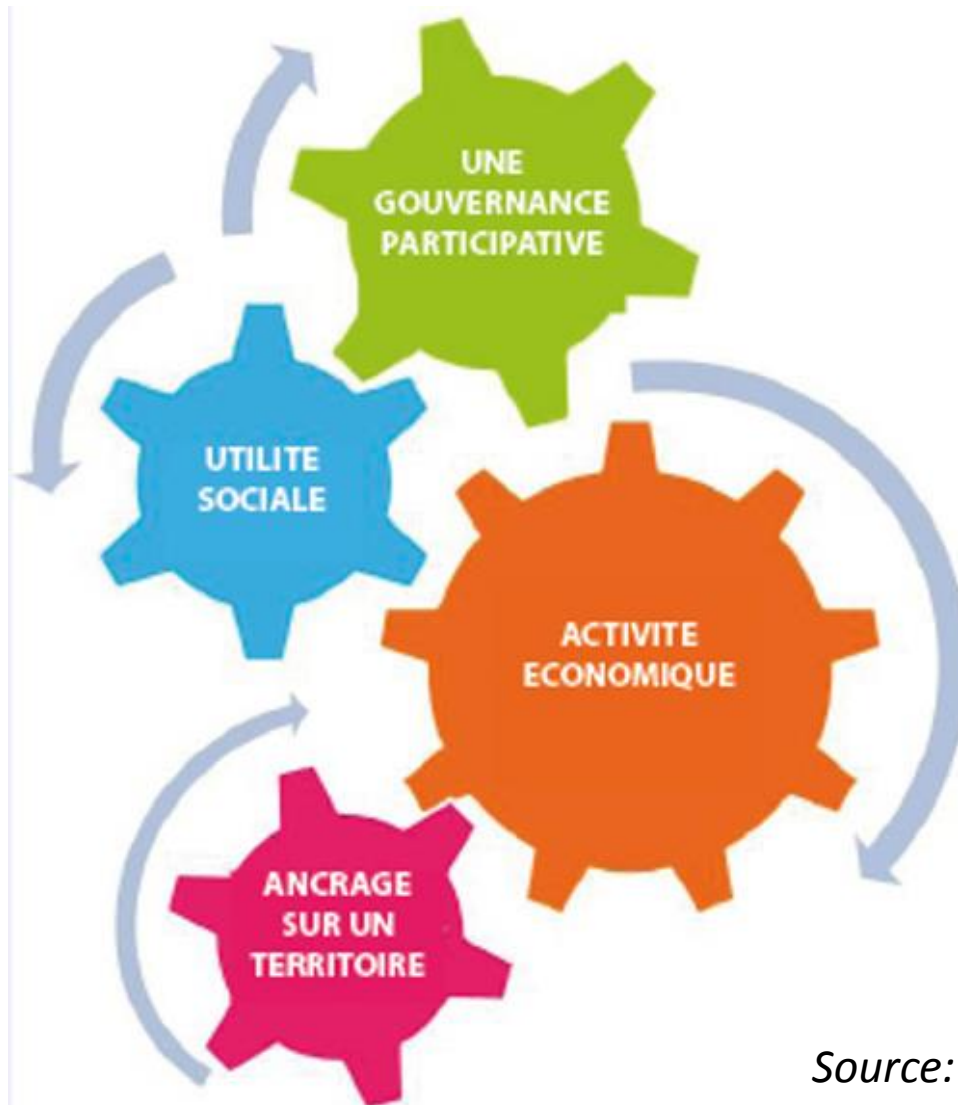 UNE
GOUVERNANCE
PARTICIPATIVE
UTILITE
SOCIALE
ACTIVITE
ECONOMIQUE
ANCRAGE
SUR UN
TERRITOIRE
Source: